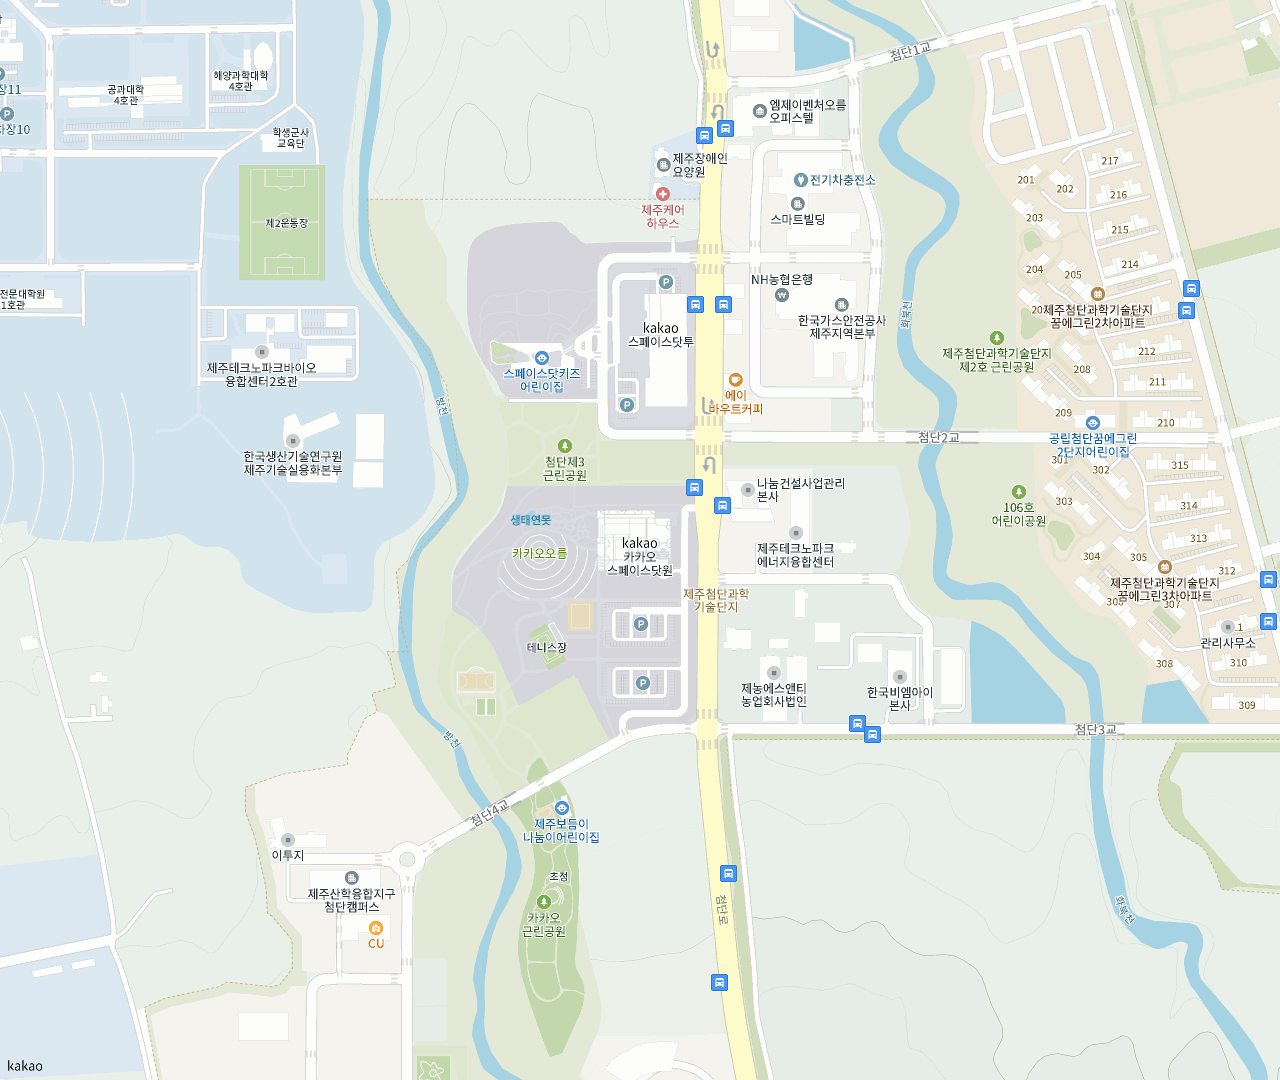 첨단1교
해양과학대학
4호관
공과대학
4호관
장11
차장10
학생군사
교육단
제2운동장
엠제이벤처오름
오피스텔
제주장애인
요양원
제주케어
하우스
전기차충전소
스마트빌딩
217
201
202
216
203
215
214
204
205
NH농협은행
한국가스안전공사
제주지역본부
kakao
스페이스닷투
화북천
제주첨단과학기술단지
꿈에그린2차아파트
제주첨단과학기술단지
제2호 근린공원
212
208
211
209
210
전문대학원
1호관
제주테크노파크바이오
융합센터2호관
스페이스닷키즈
어린이집
에이
바우트커피
방천
첨단2교
공립첨단꿈에그린
2단지어린이집
한국생산기술연구원
제주기술실용화본부
첨단제3
근린공원
301
302
315
303
314
나눔건설사업관리
본사
106호
어린이공원
생태연못
카카오오름
kakao
카카오
스페이스닷원
제주테크노파크
에너지융합센터
313
304
305
312
제주첨단과학기술단지
꿈에그린3차아파트
307
제주첨단과학
기술단지
1
관리사무소
308
310
309
테니스장
제농에스앤티
농업회사법인
한국비엠아이
본사
첨단3교
방천
첨단4교
제주보듬이
나눔이어린이집
이투지
제주산학융합지구
첨단캠퍼스
CU
초정
카카오
근린공원
첨단로
화북천
kakao